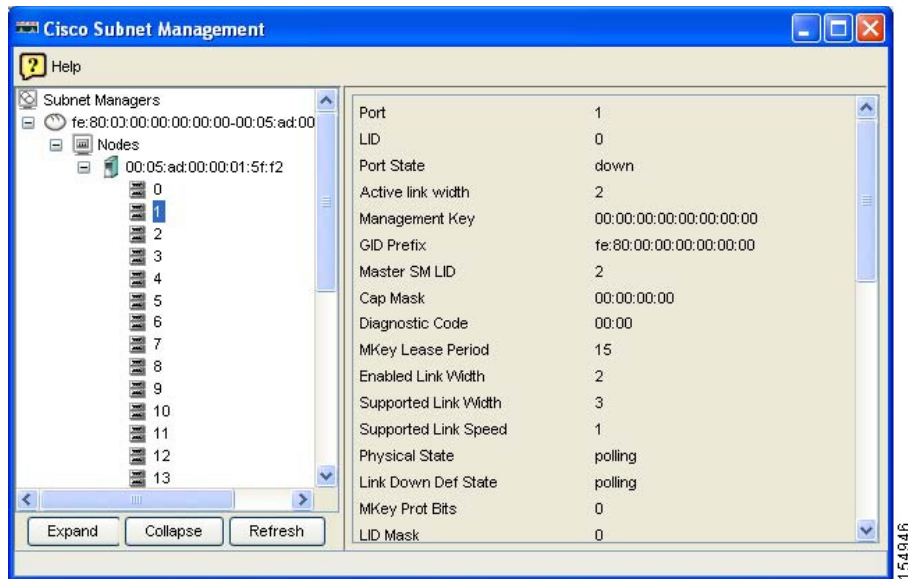 Cisco Subnet Management
Help
Subnet Managers
fe:80:00:00:00:00:00:00-00:05:ad:00
Nodes
00:05:ad:00:00:01:5f:f2
0
1
2
3
4
5
6
7
8
9
10
11
12
13
Expand Collapse Refresh
Port 1
LID 0
Port State down
Active link width 2
Management Key 00:00:00:00:00:00:00:00
GID Prefix fe:80:00:00:00:00:00:00
Master SM LID 2
Cap Mask 00:00:00:00
Diagnostic Code 00:00
MKey Lease Period 15
Enabled Link Width 2
Supported Link Width 3
Supported Link Speed 1
Physical State polling
Link Down Def State polling
MKey Prot Bits 0
LID Mask 0
154946